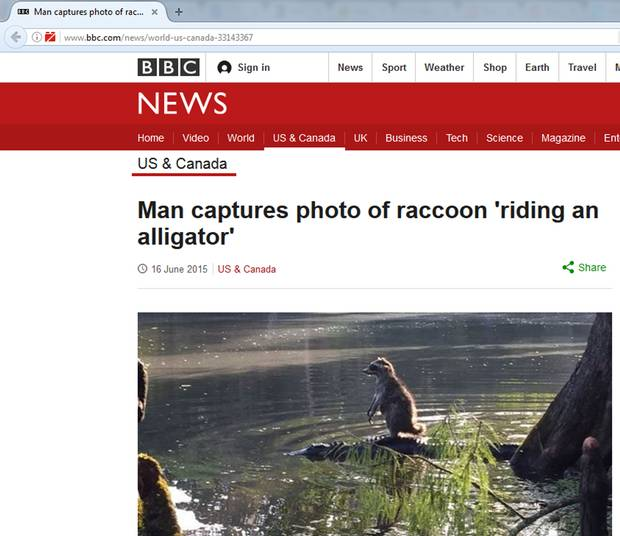 Man captures photo of rac...
www.bbc.com/news/world-us-canada-33143367
BBC Sign in News Sport Weather Shop Earth Travel
NEWS
Home Video World US & Canada UK Business Tech Science Magazine Ent
US & Canada
Man captures photo of raccoon 'riding an
alligator'
16 June 2015 US & Canada Share